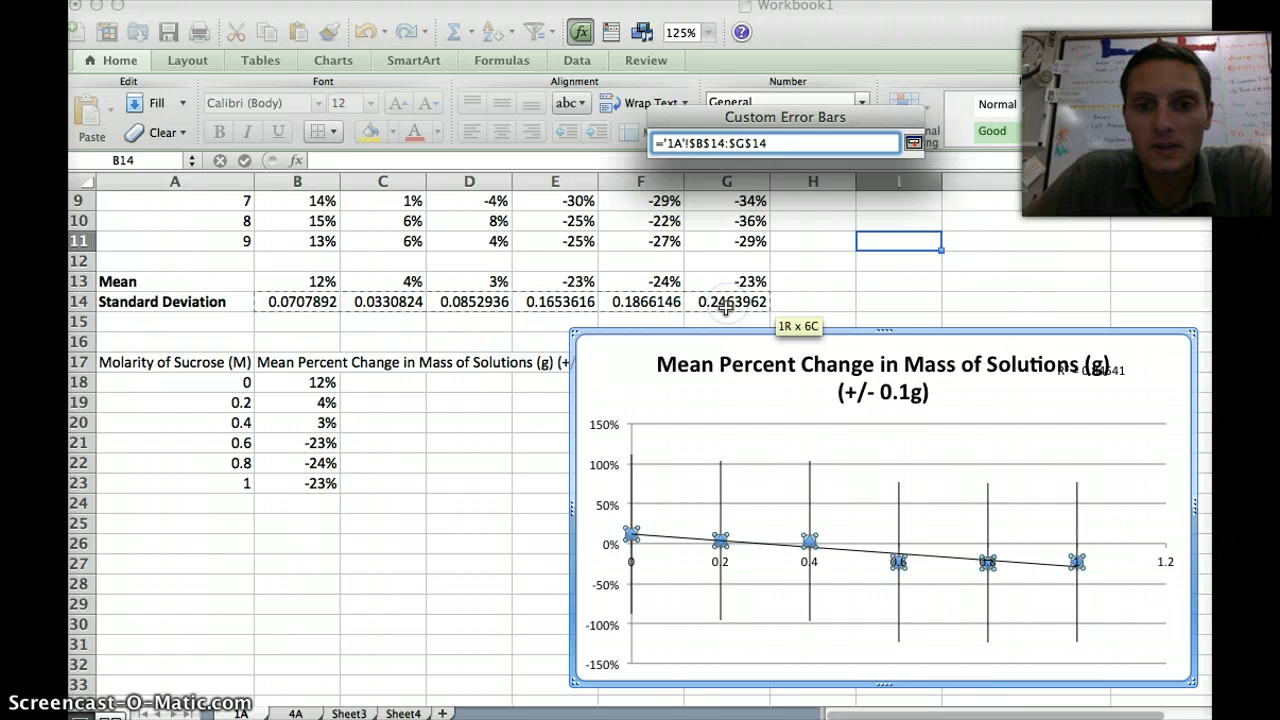 Workbook1
125%
Home Layout Tables Charts SmartArt Formulas Data Review
Edit Font Alignment Number
Paste Fill Calibri (Body) 12 A A abc Wrap Text General Normal
Clear B I U A Good
Custom Error Bars
='1A'!$B$14:$G$14
B14 fx
A B C D E F G H I
9 7 14% 1% -4% -30% -29% -34%
10 8 15% 6% 8% -25% -22% -36%
11 9 13% 6% 4% -25% -27% -29%
12
13 Mean 12% 4% 3% -23% -24% -23%
14 Standard Deviation 0.0707892 0.0330824 0.0852936 0.1653616 0.1866146 0.2463962
15
1R x 6C
16
17 Molarity of Sucrose (M) Mean Percent Change in Mass of Solutions (g) (+/
18 0 12%
19 0.2 4%
20 0.4 3%
21 0.6 -23%
22 0.8 -24%
23 1 -23%
24
25
26
27
28
29
30
31
32
33
Mean Percent Change in Mass of Solutions (g)
(+/- 0.1g)
150%
100%
50%
0%
0 0.2 0.4 0.6 0.8 1 1.2
-50%
-100%
-150%
1A 4A Sheet3 Sheet4 +
Screencast-O-Matic.com